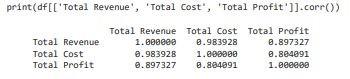 print(df[['Total Revenue', 'Total Cost', 'Total Profit']].corr())
Total Revenue Total Cost Total Profit
Total Revenue 1.000000 0.983928 0.897327
Total Cost 0.983928 1.000000 0.804091
Total Profit 0.897327 0.804091 1.000000